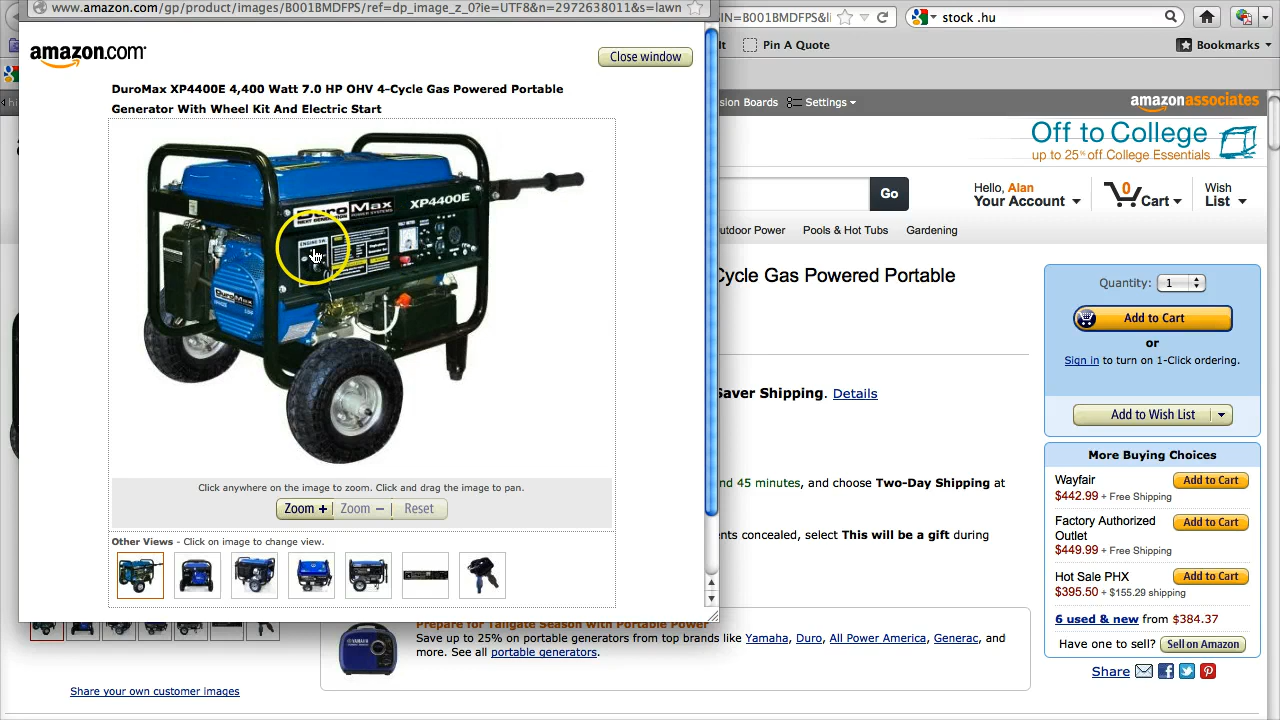 www.amazon.com/gp/product/images/B001BMDFPS/ref=dp_image_z_0?ie=UTF8&n=2972638011&s=lawn
IN=B001BMDFPS&l
stock .hu
Pin A Quote
Bookmarks
amazon.com
Close window
DuroMax XP4400E 4,400 Watt 7.0 HP OHV 4-Cycle Gas Powered Portable
Generator With Wheel Kit And Electric Start
sion Boards
Settings
amazonassociates
Off to College
up to 25% off College Essentials
Go
Hello, Alan
Your Account
0
Cart
Wish
List
utdoor Power
Pools & Hot Tubs
Gardening
DuroMax
POWER SYSTEMS
NEXT GENERATION
XP4400E
ENGINE SW.
DuroMax
Cycle Gas Powered Portable
Quantity: 1
Add to Cart
or
Sign in to turn on 1-Click ordering.
Saver Shipping. Details
Add to Wish List
More Buying Choices
Wayfair
$442.99 + Free Shipping
Add to Cart
Factory Authorized
Outlet
$449.99 + Free Shipping
Add to Cart
Hot Sale PHX
$395.50 + $155.29 shipping
Add to Cart
6 used & new from $384.37
Have one to sell? Sell on Amazon
Share
nd 45 minutes, and choose Two-Day Shipping at
nts concealed, select This will be a gift during
Click anywhere on the image to zoom. Click and drag the image to pan.
Zoom +
Zoom –
Reset
Other Views - Click on image to change view.
Prepare for Tailgate Season with Portable Power
Save up to 25% on portable generators from top brands like Yamaha, Duro, All Power America, Generac, and
more. See all portable generators.
Share your own customer images